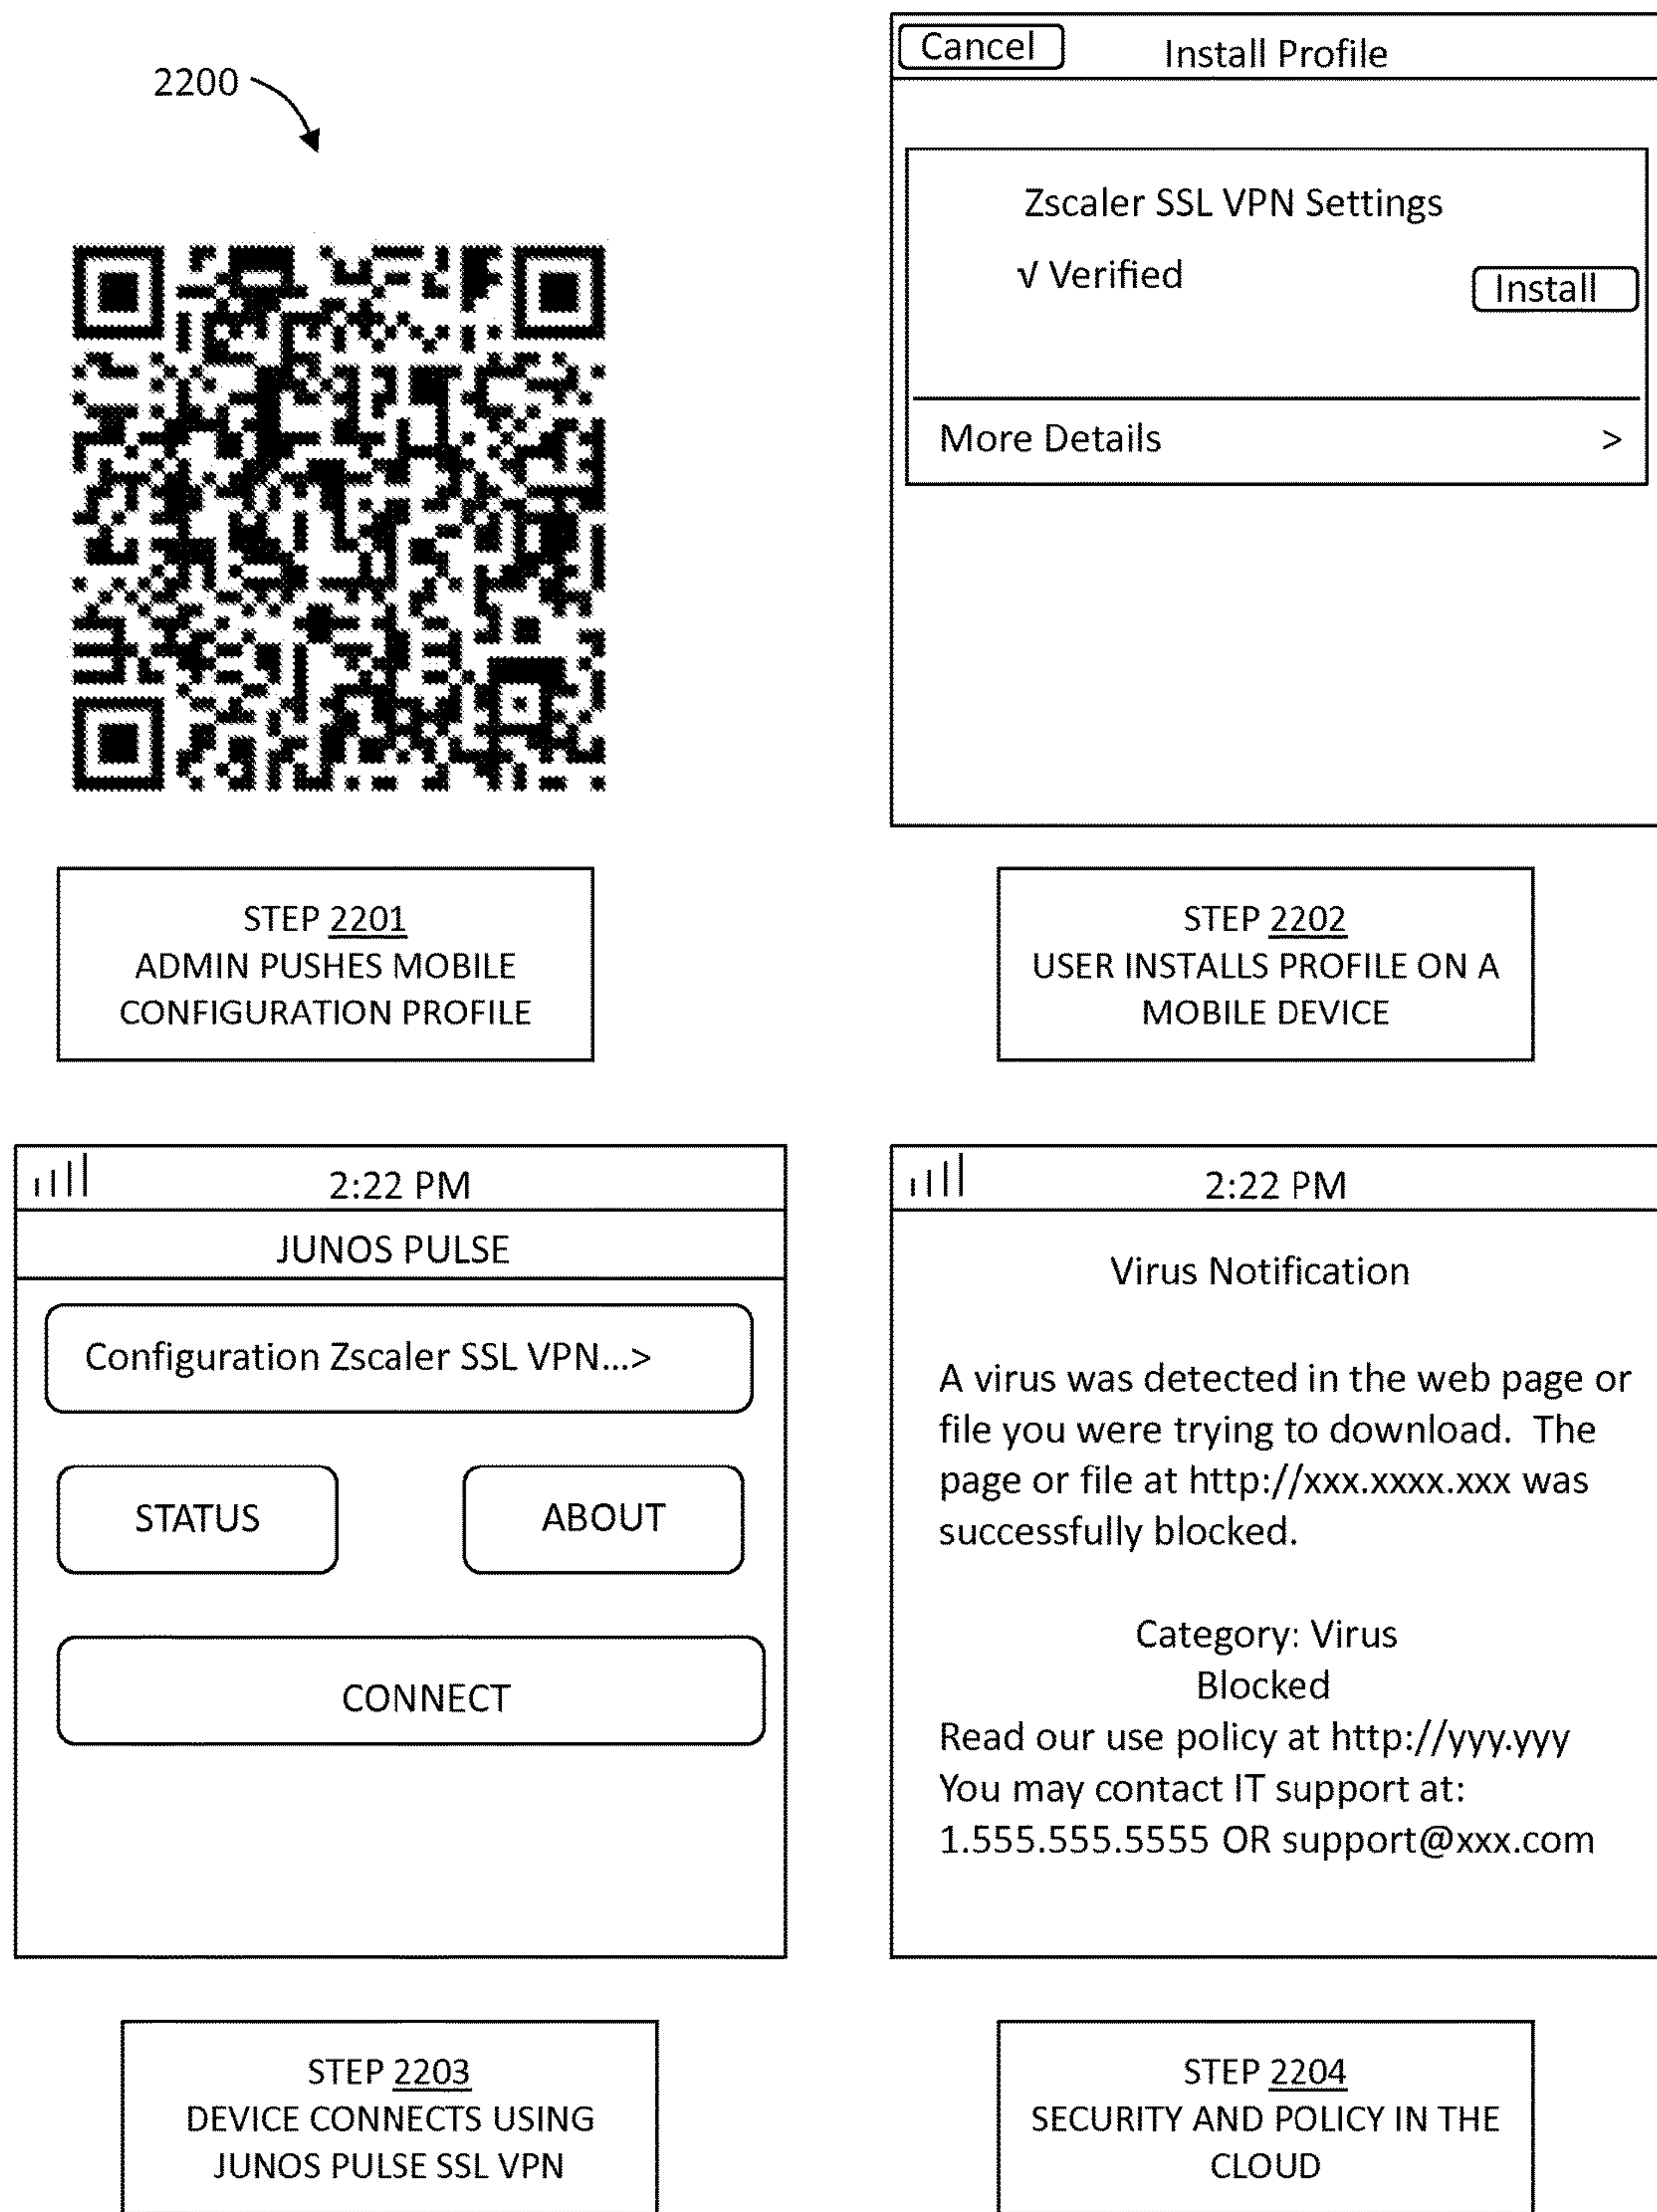 2200
Cancel
Install Profile
Zscaler SSL VPN Settings
√ Verified
Install
More Details >
STEP 2201
ADMIN PUSHES MOBILE
CONFIGURATION PROFILE
STEP 2202
USER INSTALLS PROFILE ON A
MOBILE DEVICE
2:22 PM
JUNOS PULSE
Configuration Zscaler SSL VPN...>
STATUS
ABOUT
CONNECT
2:22 PM
Virus Notification
A virus was detected in the web page or
file you were trying to download.  The
page or file at http://xxx.xxxx.xxx was
successfully blocked.
Category: Virus
Blocked
Read our use policy at http://yyy.yyy
You may contact IT support at:
1.555.555.5555 OR support@xxx.com
STEP 2203
DEVICE CONNECTS USING
JUNOS PULSE SSL VPN
STEP 2204
SECURITY AND POLICY IN THE
CLOUD